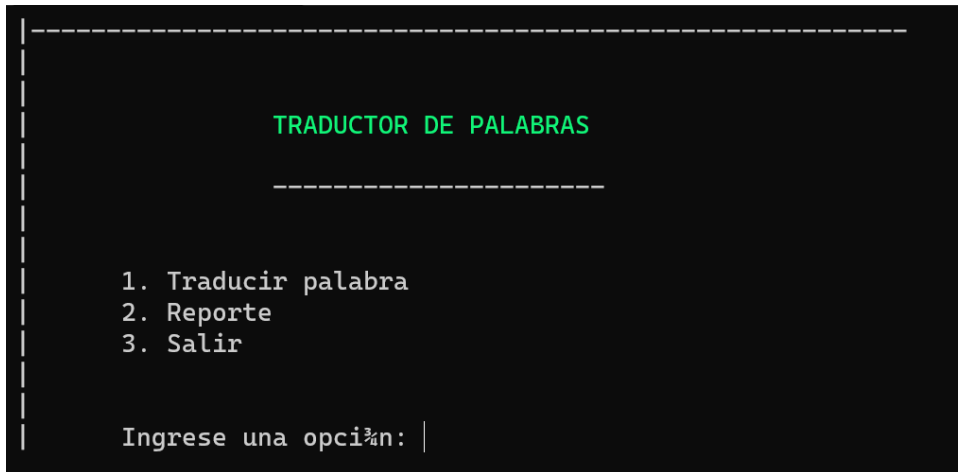 TRADUCTOR DE PALABRAS
1. Traducir palabra
2. Reporte
3. Salir
Ingrese una opci¾n: